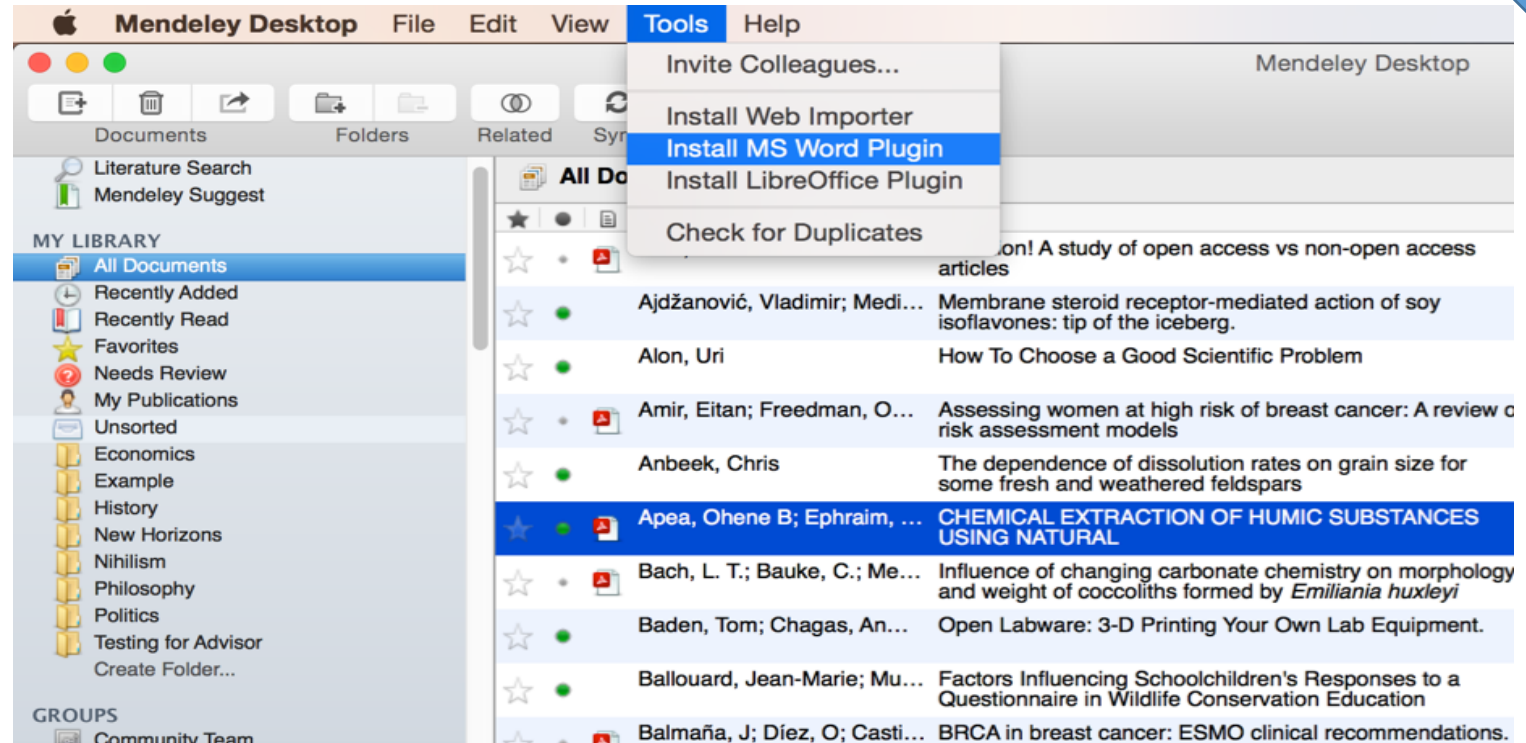 Mendeley Desktop File Edit View Tools Help
Mendeley Desktop
Invite Colleagues...
Install Web Importer
Install MS Word Plugin
Install LibreOffice Plugin
Check for Duplicates
Documents Folders Related
Literature Search
Mendeley Suggest
MY LIBRARY
All Documents
Recently Added
Recently Read
Favorites
Needs Review
My Publications
Unsorted
Economics
Example
History
New Horizons
Nihilism
Philosophy
Politics
Testing for Advisor
Create Folder...
GROUPS
Community Team
All
A study of open access vs non-open access
articles
Ajdžanović, Vladimir; Medi... Membrane steroid receptor-mediated action of soy
isoflavones: tip of the iceberg.
Alon, Uri How To Choose a Good Scientific Problem
Amir, Eitan; Freedman, O... Assessing women at high risk of breast cancer: A review
risk assessment models
Anbeek, Chris The dependence of dissolution rates on grain size for
some fresh and weathered feldspars
Apea, Ohene B; Ephraim, ... CHEMICAL EXTRACTION OF HUMIC SUBSTANCES
USING NATURAL
Bach, L. T.; Bauke, C.; Me... Influence of changing carbonate chemistry on morphology
and weight of coccoliths formed by Emiliania huxleyi
Baden, Tom; Chagas, An... Open Labware: 3-D Printing Your Own Lab Equipment.
Ballouard, Jean-Marie; Mu... Factors Influencing Schoolchildren's Responses to a
Questionnaire in Wildlife Conservation Education
Balmaña, J; Díez, O; Casti... BRCA in breast cancer: ESMO clinical recommendations.